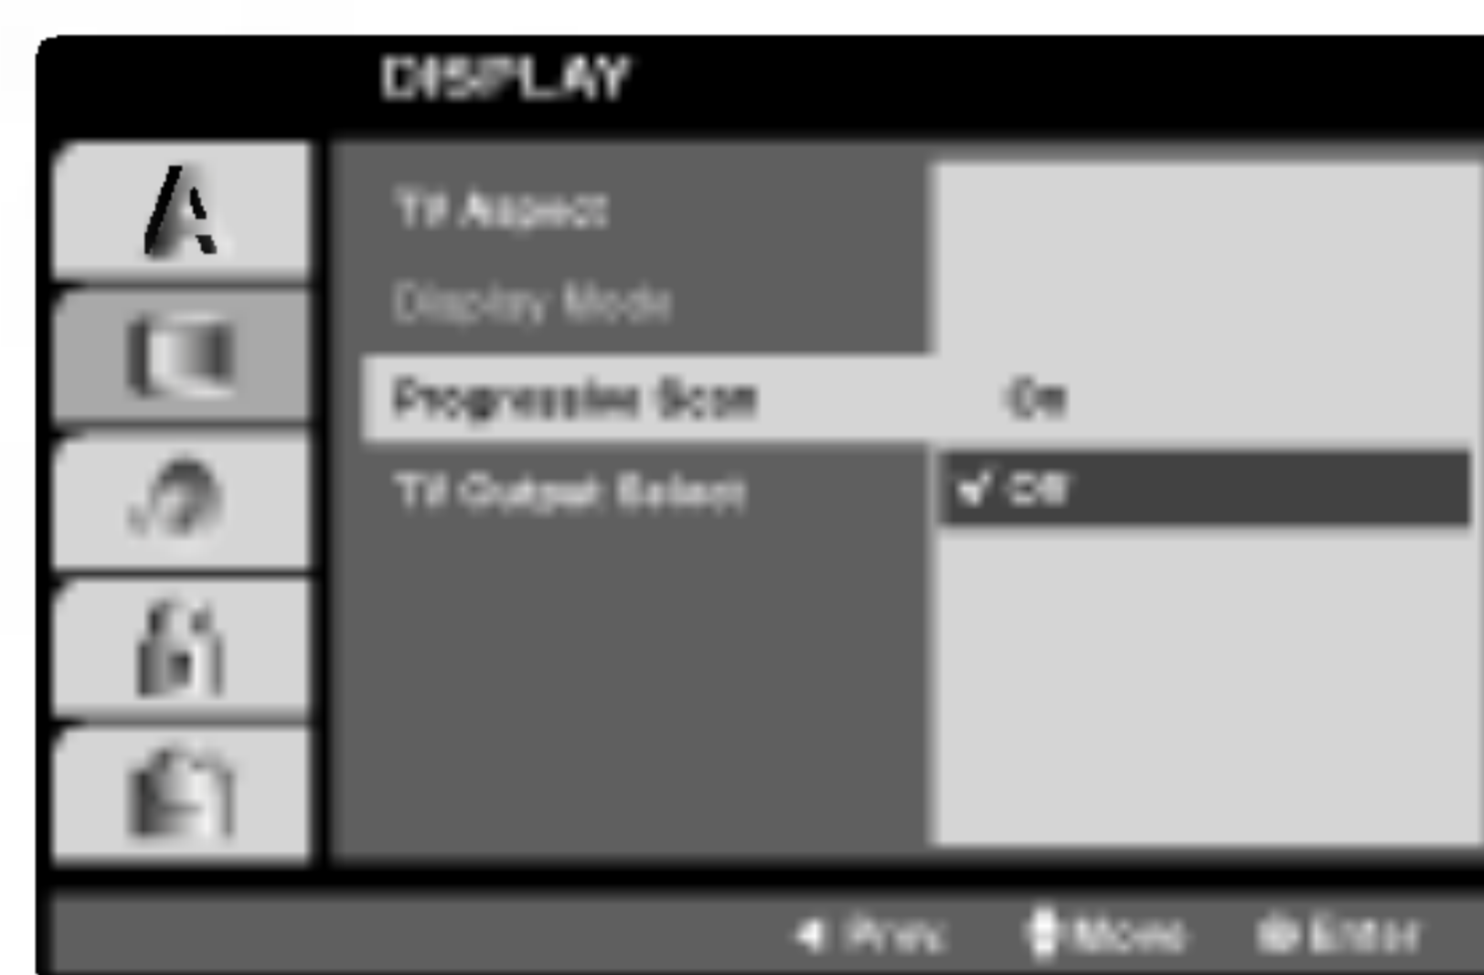 DISPLAY
TV Aspect
Display Mode
Progressive Scan
On
TV Output Select
✓ Off
Prev. Move Enter